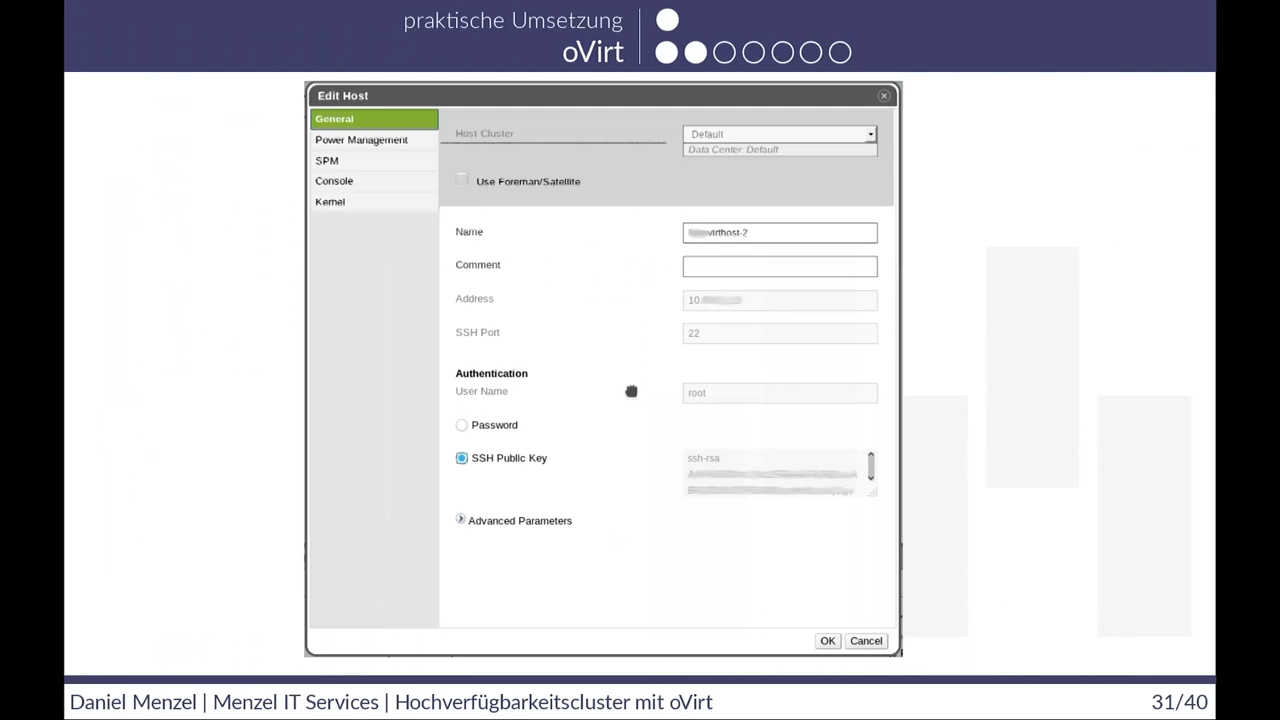 praktische Umsetzung
oVirt
Edit Host
General
Power Management
SPM
Console
Kernel
Host Cluster
Default
Data Center: Default
Use Foreman/Satellite
Name
virthost-2
Comment
Address
10.
SSH Port
22
Authentication
User Name
root
Password
SSH Public Key
ssh-rsa
Advanced Parameters
OK
Cancel
Daniel Menzel | Menzel IT Services | Hochverfügbarkeitscluster mit oVirt
31/40